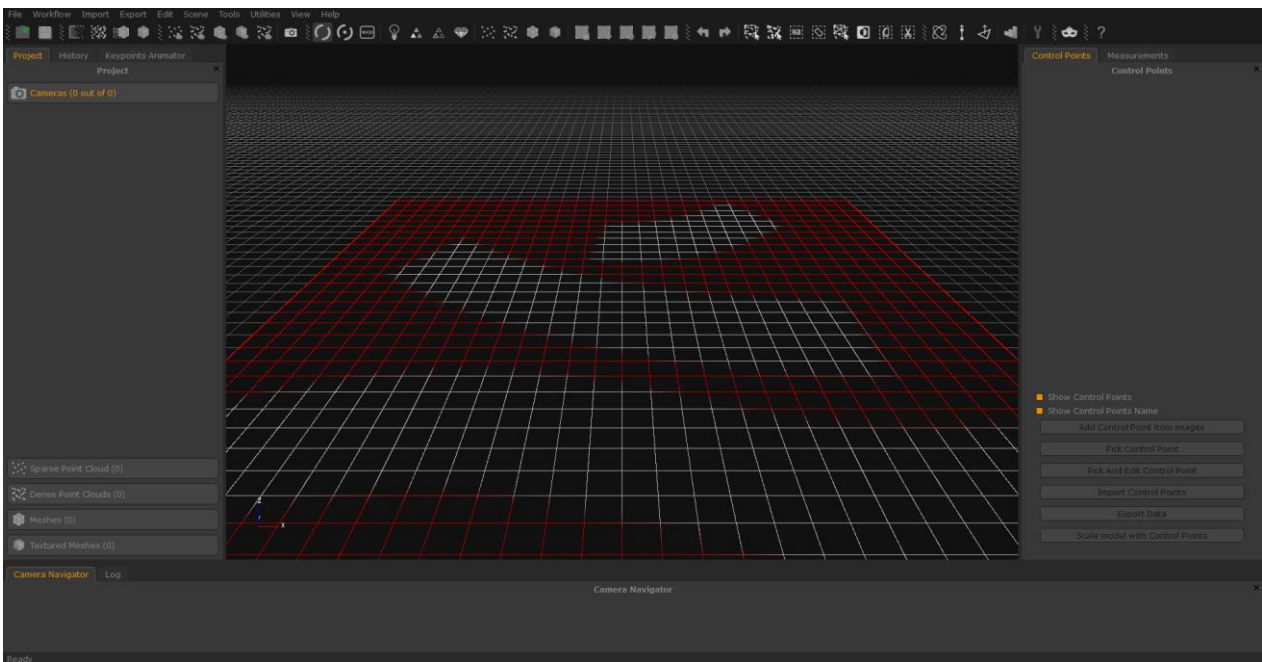 File Workflow Import Export Edit Scene Tools Utilities View Help
Project History Keypoints Animator
Project
Cameras (0 out of 0)
Sparse Point Cloud (0)
Dense Point Clouds (0)
Meshes (0)
Textured Meshes (0)
z
x
Control Points Measurements
Control Points
Show Control Points
Show Control Points Name
Add Control Point from images
Pick Control Point
Pick And Edit Control Point
Import Control Points
Export Data
Scale model with Control Points
Camera Navigator Log
Camera Navigator
Ready